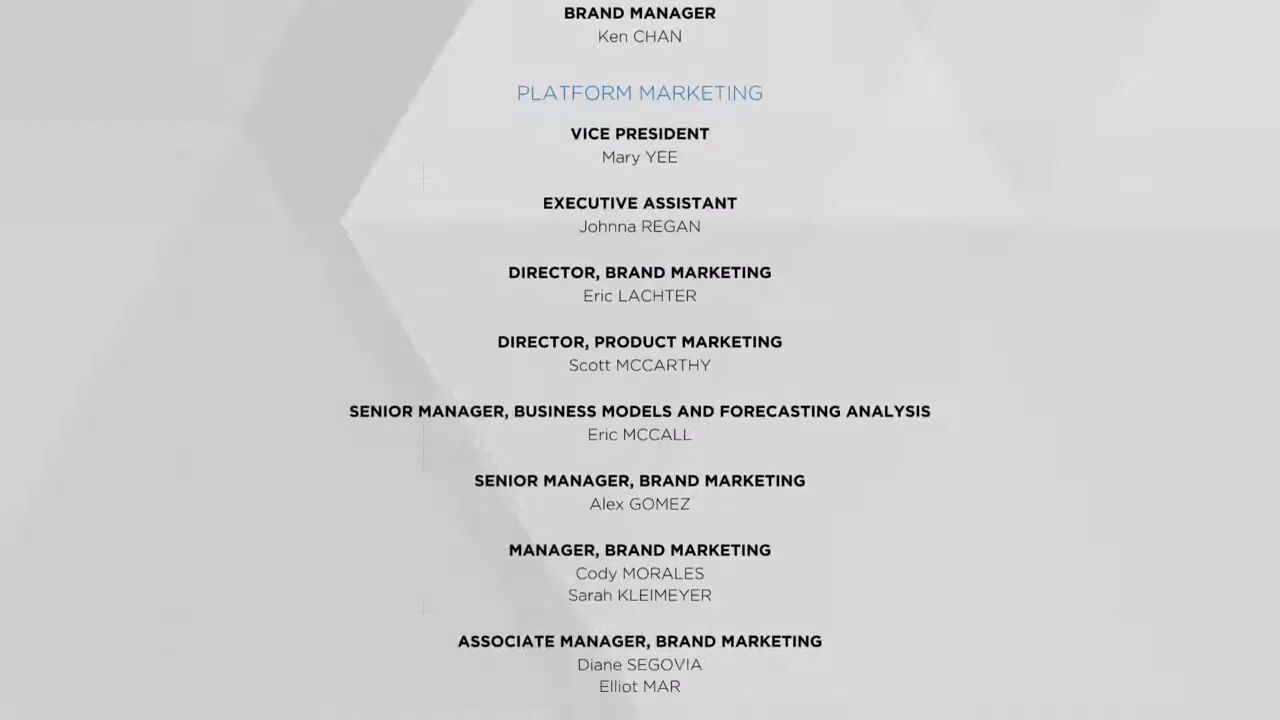 BRAND MANAGER
Ken CHAN
PLATFORM MARKETING
VICE PRESIDENT
Mary YEE
EXECUTIVE ASSISTANT
Johnna REGAN
DIRECTOR, BRAND MARKETING
Eric LACHTER
DIRECTOR, PRODUCT MARKETING
Scott MCCARTHY
SENIOR MANAGER, BUSINESS MODELS AND FORECASTING ANALYSIS
Eric MCCALL
SENIOR MANAGER, BRAND MARKETING
Alex GOMEZ
MANAGER, BRAND MARKETING
Cody MORALES
Sarah KLEIMEYER
ASSOCIATE MANAGER, BRAND MARKETING
Diane SEGOVIA
Elliot MAR